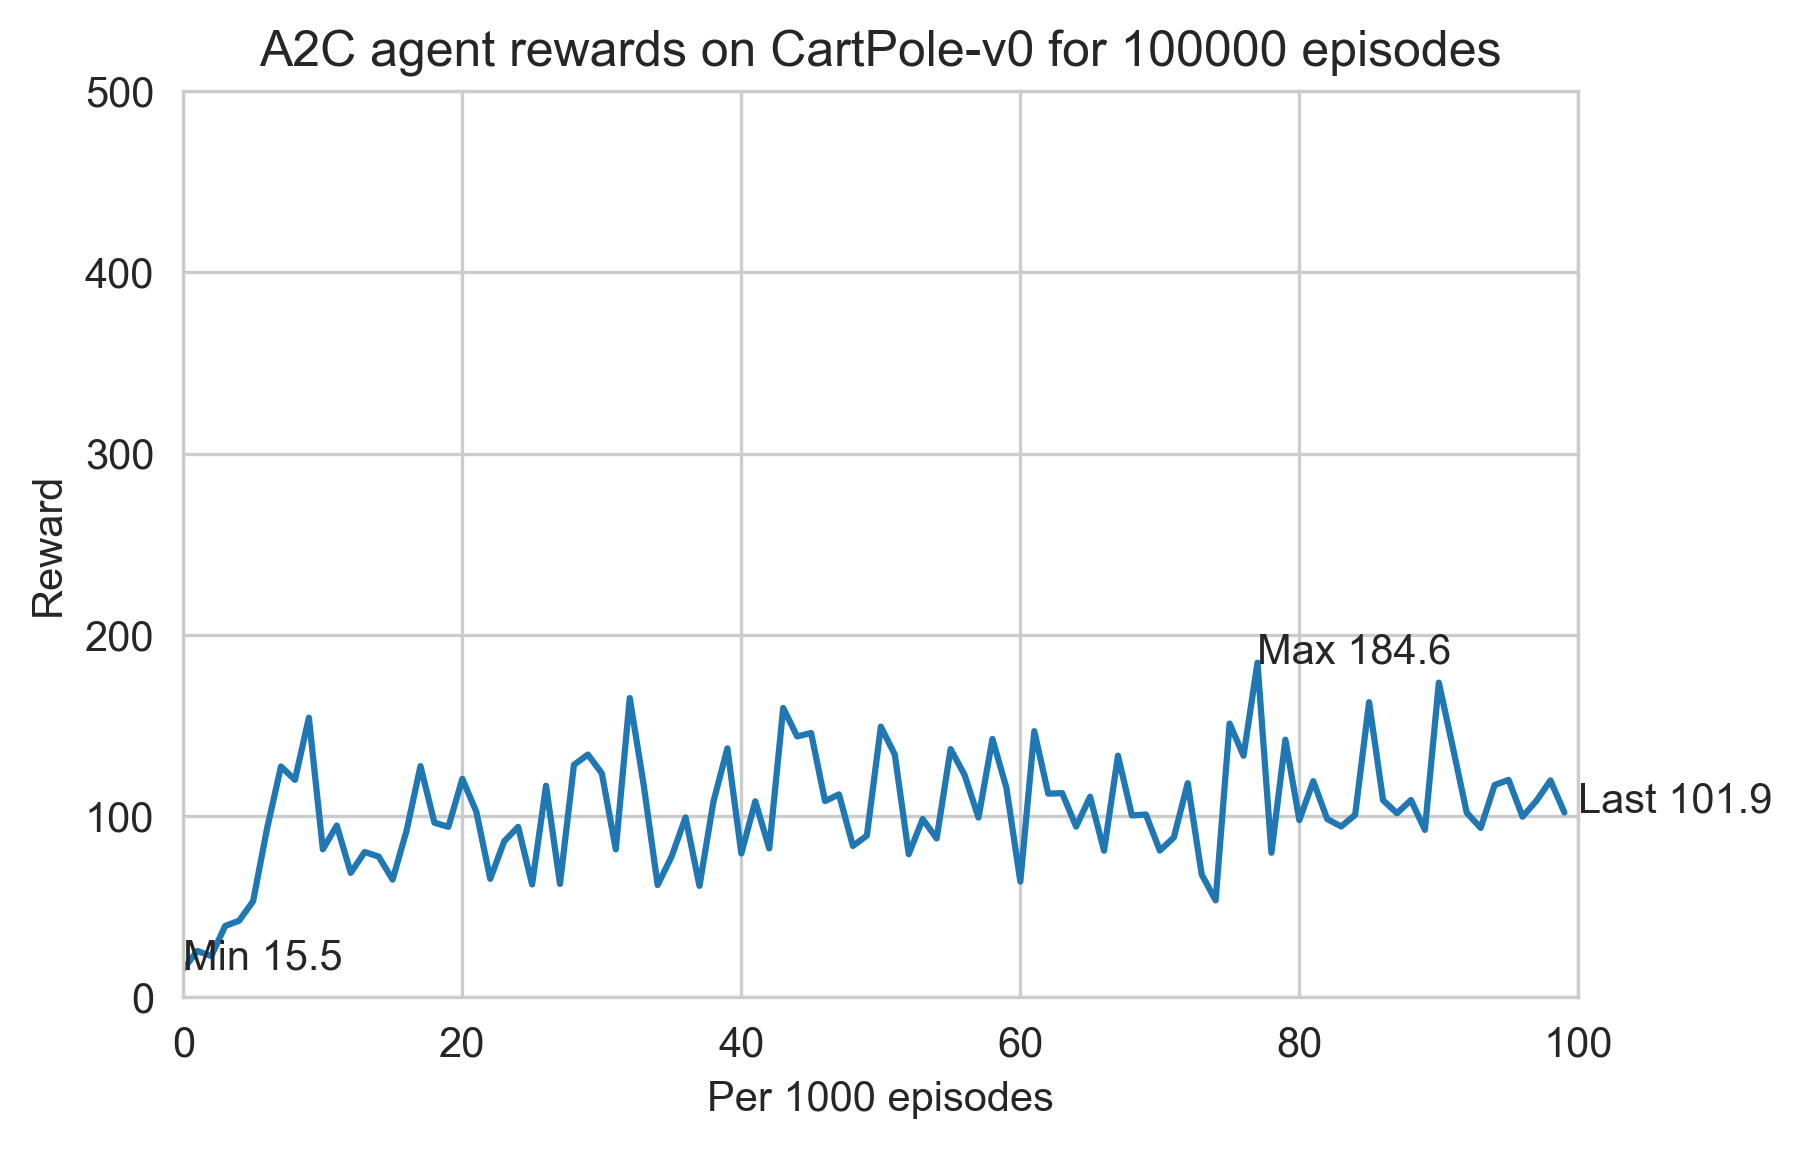 A2C agent rewards on CartPole-v0 for 100000 episodes
500
400
300
200
100
0
Reward
Max 184.6
Last 101.9
Min 15.5
0 20 40 60 80 100
Per 1000 episodes